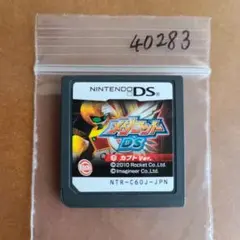 40283
NINTENDO DS
メダロット
DS
カブトVer.
©2010 Rocket Co.,Ltd.
©Imagineer Co.,Ltd.
NTR-C6OJ-JPN